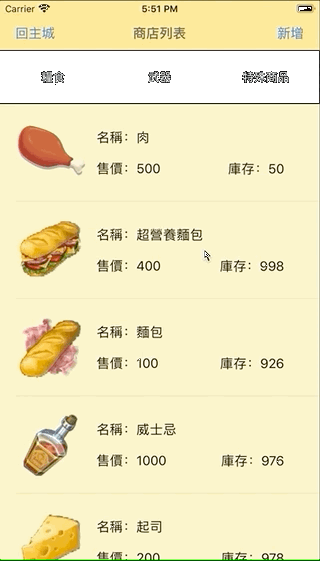 Carrier 5:51 PM
回主城 商店列表 新增
糧食 武器 特殊商品
名稱：肉
售價：500 庫存：50
名稱：超營養麵包
售價：400 庫存：998
名稱：麵包
售價：100 庫存：926
名稱：威士忌
售價：1000 庫存：976
名稱：起司
售價：200 庫存：978